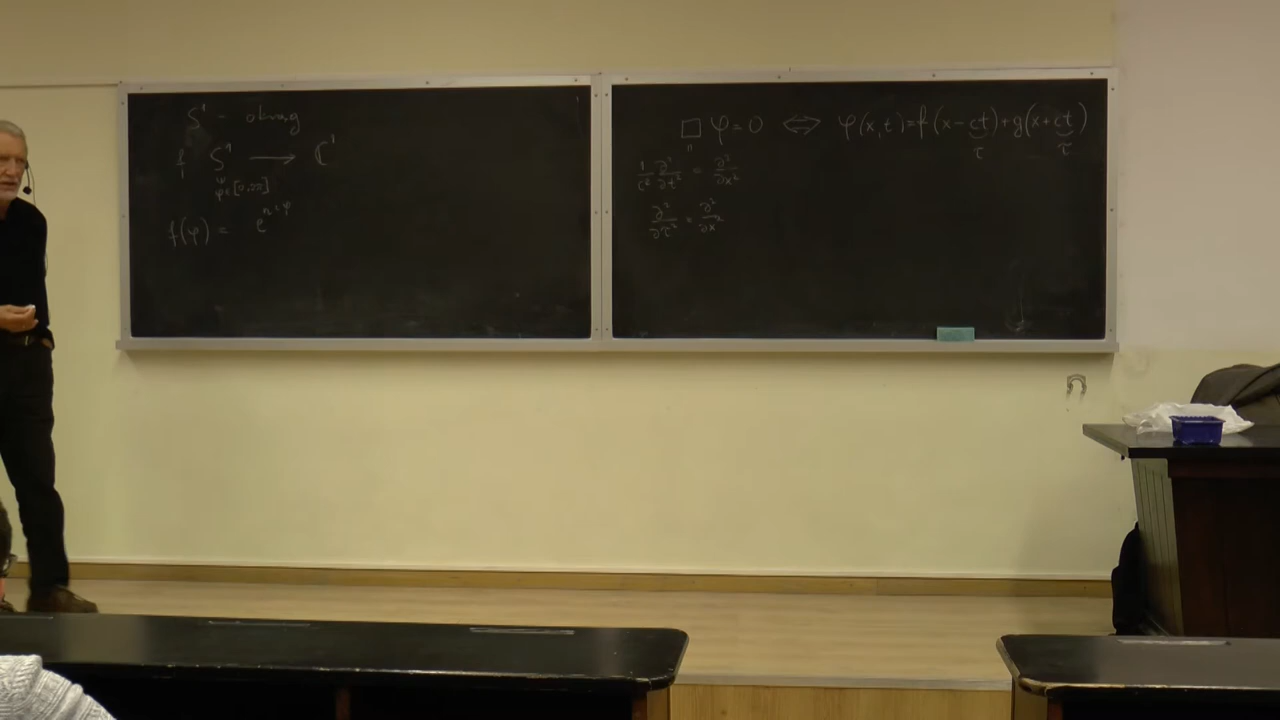 S¹ - okrąg
f S¹ → ℂ¹
φ∈[0,2π]
f(φ) = e^{niφ}
□ φ=0 ⟺ φ(x,t)=f(x-ct)+g(x+ct)
τ τ
1/c² ∂²/∂t² = ∂²/∂x²
∂²/∂τ² = ∂²/∂x²